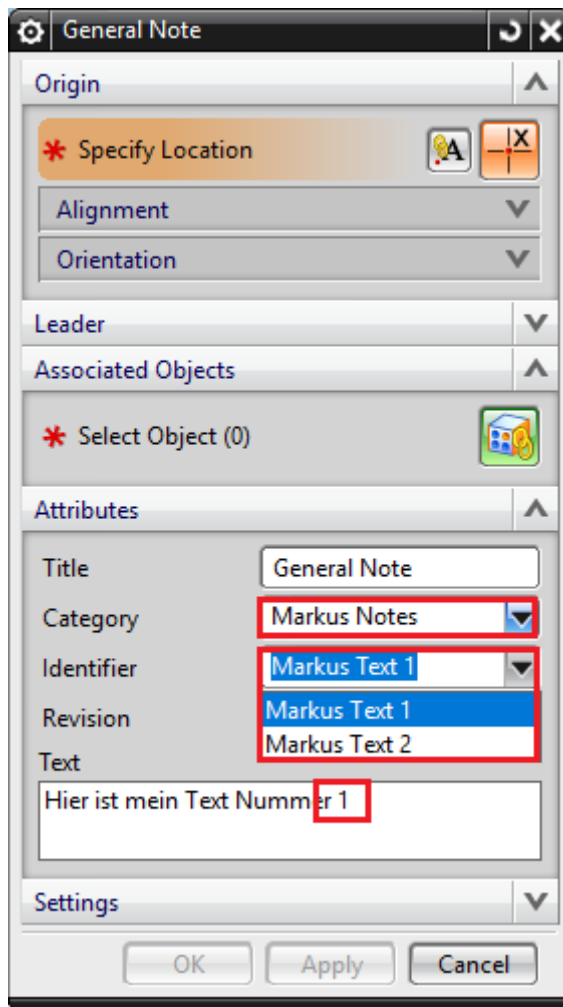 General Note
Origin
Specify Location
Alignment
Orientation
Leader
Associated Objects
Select Object (0)
Attributes
Title General Note
Category Markus Notes
Identifier Markus Text 1
Revision Markus Text 1
Markus Text 2
Text
Hier ist mein Text Nummer 1
Settings
OK Apply Cancel